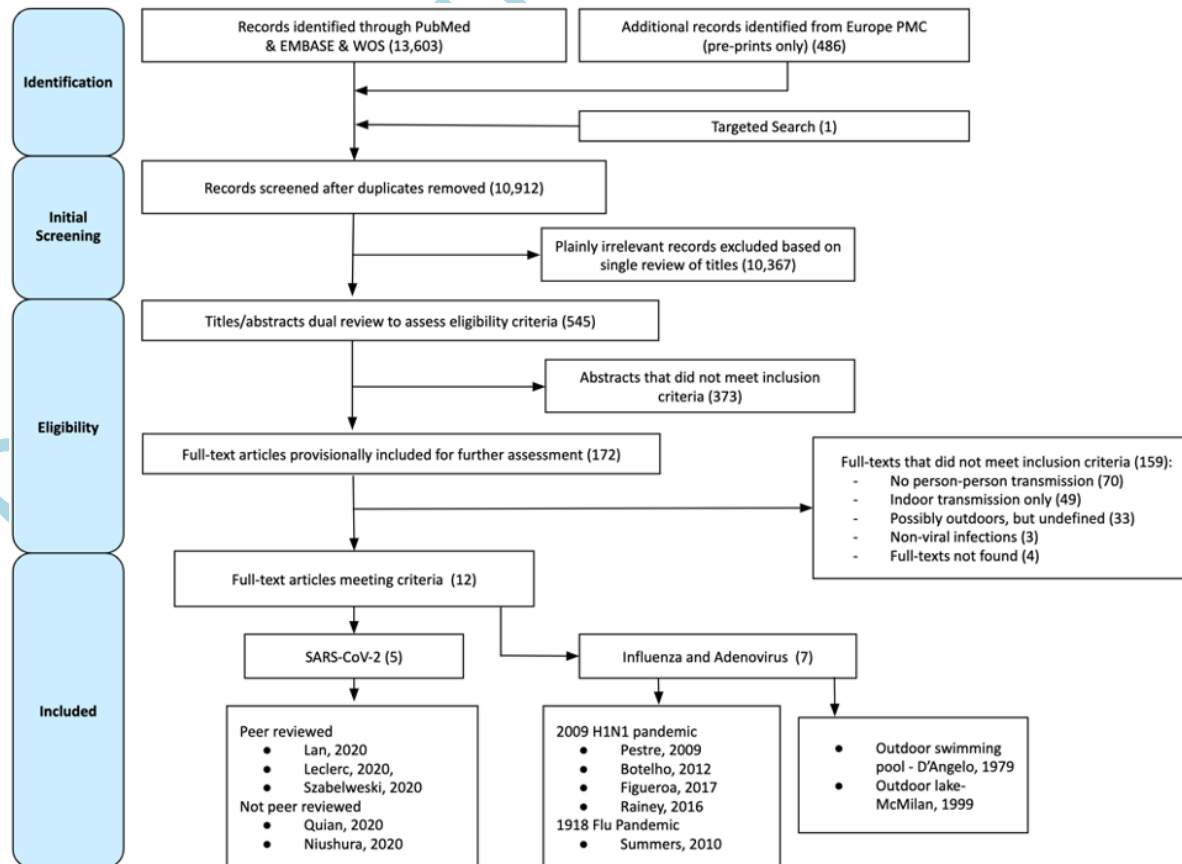 Identification
Records identified through PubMed
& EMBASE & WOS (13,603)
Additional records identified from Europe PMC
(pre-prints only) (486)
Targeted Search (1)
Initial
Screening
Records screened after duplicates removed (10,912)
Plainly irrelevant records excluded based on
single review of titles (10,367)
Eligibility
Titles/abstracts dual review to assess eligibility criteria (545)
Abstracts that did not meet inclusion
criteria (373)
Full-text articles provisionally included for further assessment (172)
Full-texts that did not meet inclusion criteria (159):
- No person-person transmission (70)
- Indoor transmission only (49)
- Possibly outdoors, but undefined (33)
- Non-viral infections (3)
- Full-texts not found (4)
Included
Full-text articles meeting criteria (12)
SARS-CoV-2 (5)
Influenza and Adenovirus (7)
Peer reviewed
● Lan, 2020
● Leclerc, 2020,
● Szabelweski, 2020
Not peer reviewed
● Quian, 2020
● Niushura, 2020
2009 H1N1 pandemic
● Pestre, 2009
● Botelho, 2012
● Figueroa, 2017
● Rainey, 2016
1918 Flu Pandemic
● Summers, 2010
● Outdoor swimming
pool - D'Angelo, 1979
● Outdoor lake-
McMilan, 1999